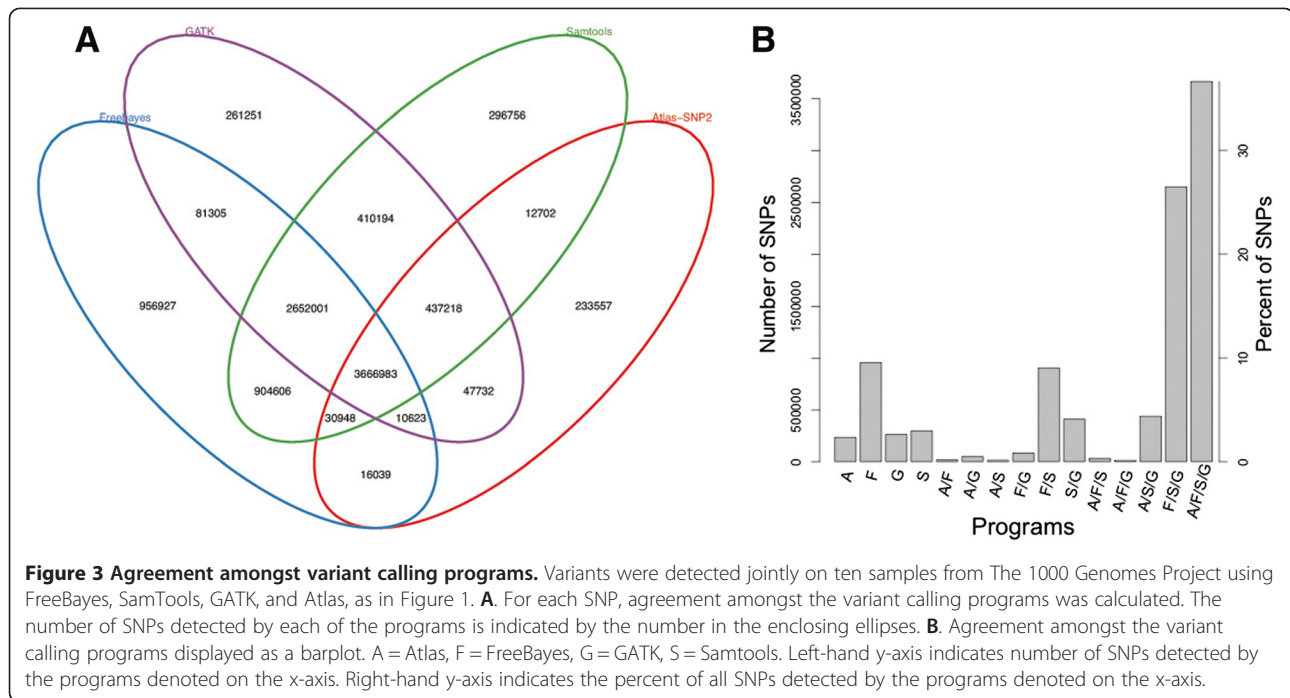 A
GATK
Samtools
Freebayes
Atlas-SNP2
261251
296756
81305
410194
12702
956927
2652001
437218
233557
3666983
904606
47732
30948
10623
16039
B
Number of SNPs
0
500000
1500000
2500000
3500000
Percent of SNPs
0
10
20
30
A
F
G
S
A/F
A/G
A/S
F/G
F/S
S/G
A/F/S
A/F/G
A/S/G
F/S/G
A/F/S/G
Programs
Figure 3 Agreement amongst variant calling programs. Variants were detected jointly on ten samples from The 1000 Genomes Project using
FreeBayes, SamTools, GATK, and Atlas, as in Figure 1. A. For each SNP, agreement amongst the variant calling programs was calculated. The
number of SNPs detected by each of the programs is indicated by the number in the enclosing ellipses. B. Agreement amongst the variant
calling programs displayed as a barplot. A = Atlas, F = FreeBayes, G = GATK, S = Samtools. Left-hand y-axis indicates number of SNPs detected by
the programs denoted on the x-axis. Right-hand y-axis indicates the percent of all SNPs detected by the programs denoted on the x-axis.